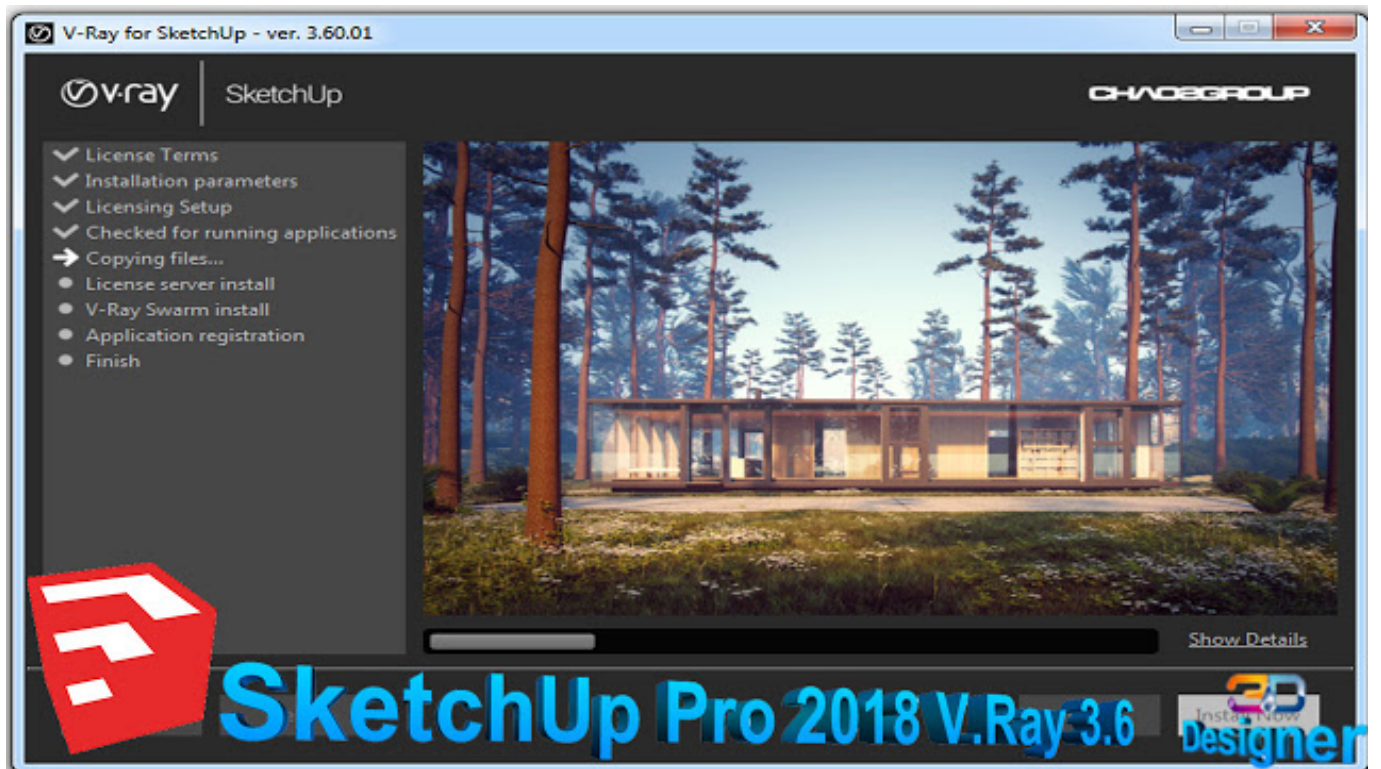 V-Ray for SketchUp - ver. 3.60.01
v·ray
SketchUp
CHAOSGROUP
License Terms
Installation parameters
Licensing Setup
Checked for running applications
Copying files...
License server install
V-Ray Swarm install
Application registration
Finish
Show Details
SketchUp Pro 2018 V.Ray 3.6
Install Now
3D
Designer